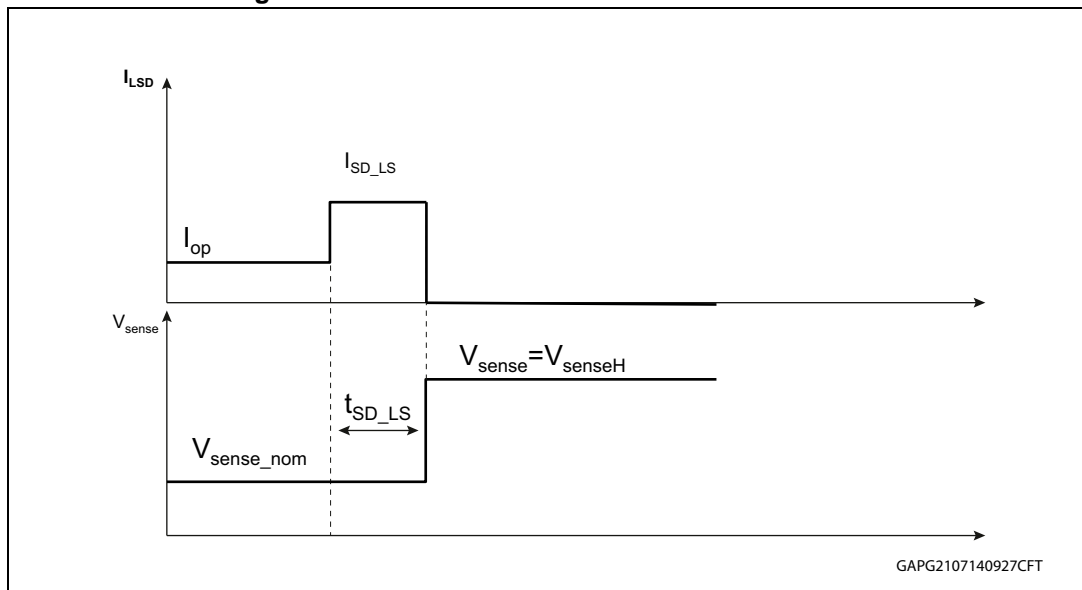 I_LSD
I_SD_LS
I_op
V_sense
V_sense=V_senseH
t_SD_LS
V_sense_nom
GAPG2107140927CFT